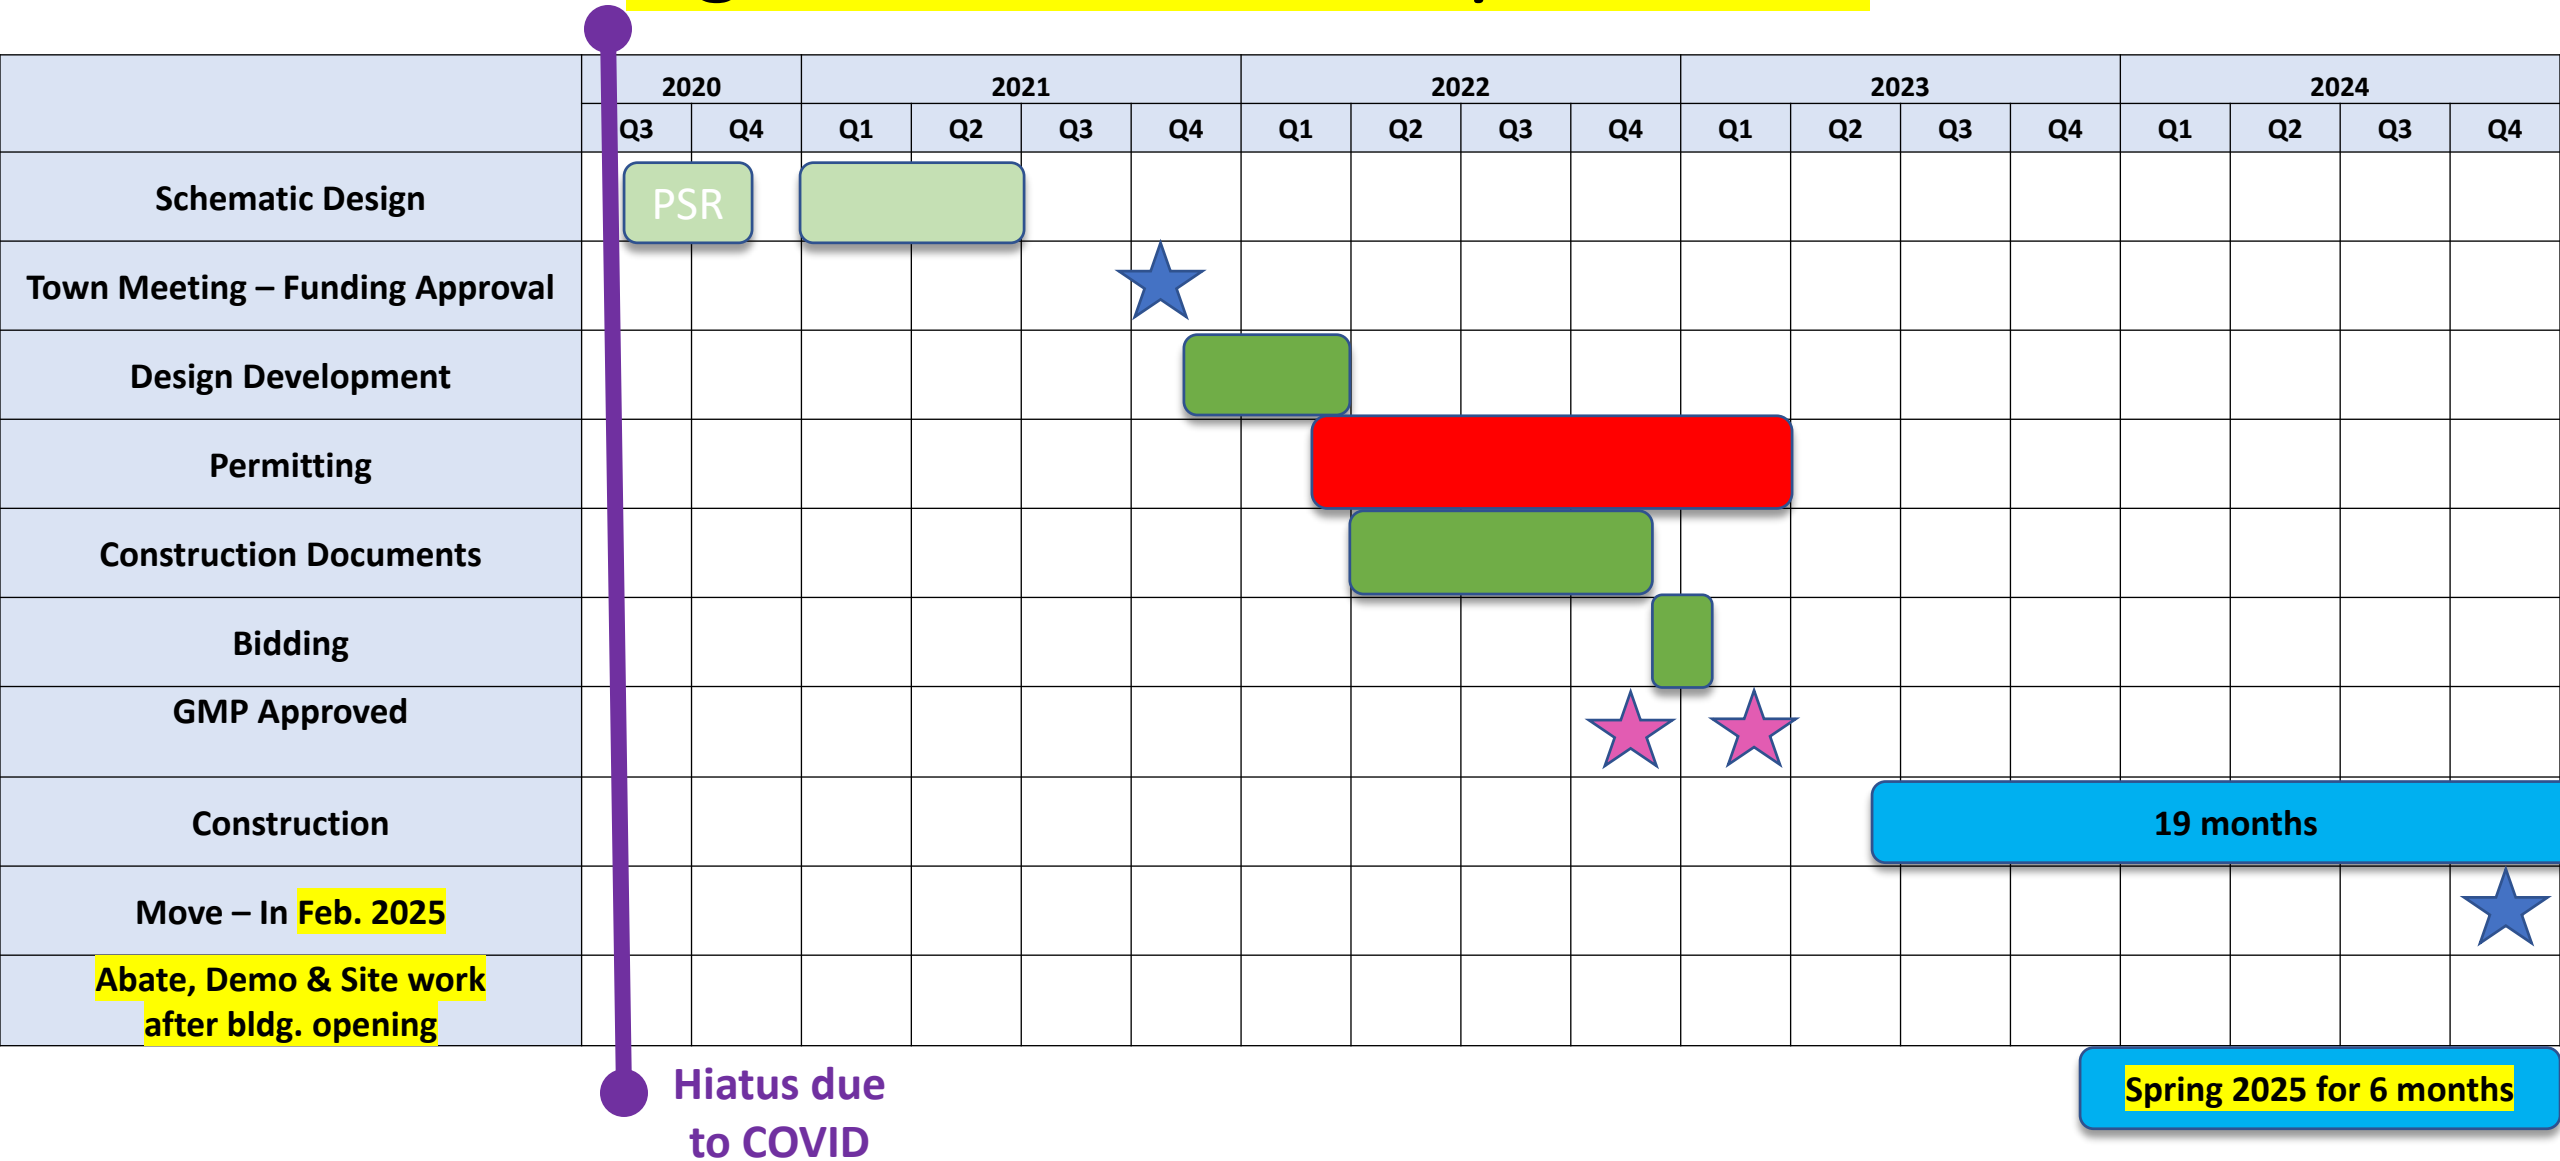 2020 2021 2022 2023 2024
Q3 Q4 Q1 Q2 Q3 Q4 Q1 Q2 Q3 Q4 Q1 Q2 Q3 Q4 Q1 Q2 Q3 Q4
Schematic Design
PSR
Town Meeting – Funding Approval
Design Development
Permitting
Construction Documents
Bidding
GMP Approved
Construction
19 months
Move – In Feb. 2025
Abate, Demo & Site work
after bldg. opening
Hiatus due
to COVID
Spring 2025 for 6 months